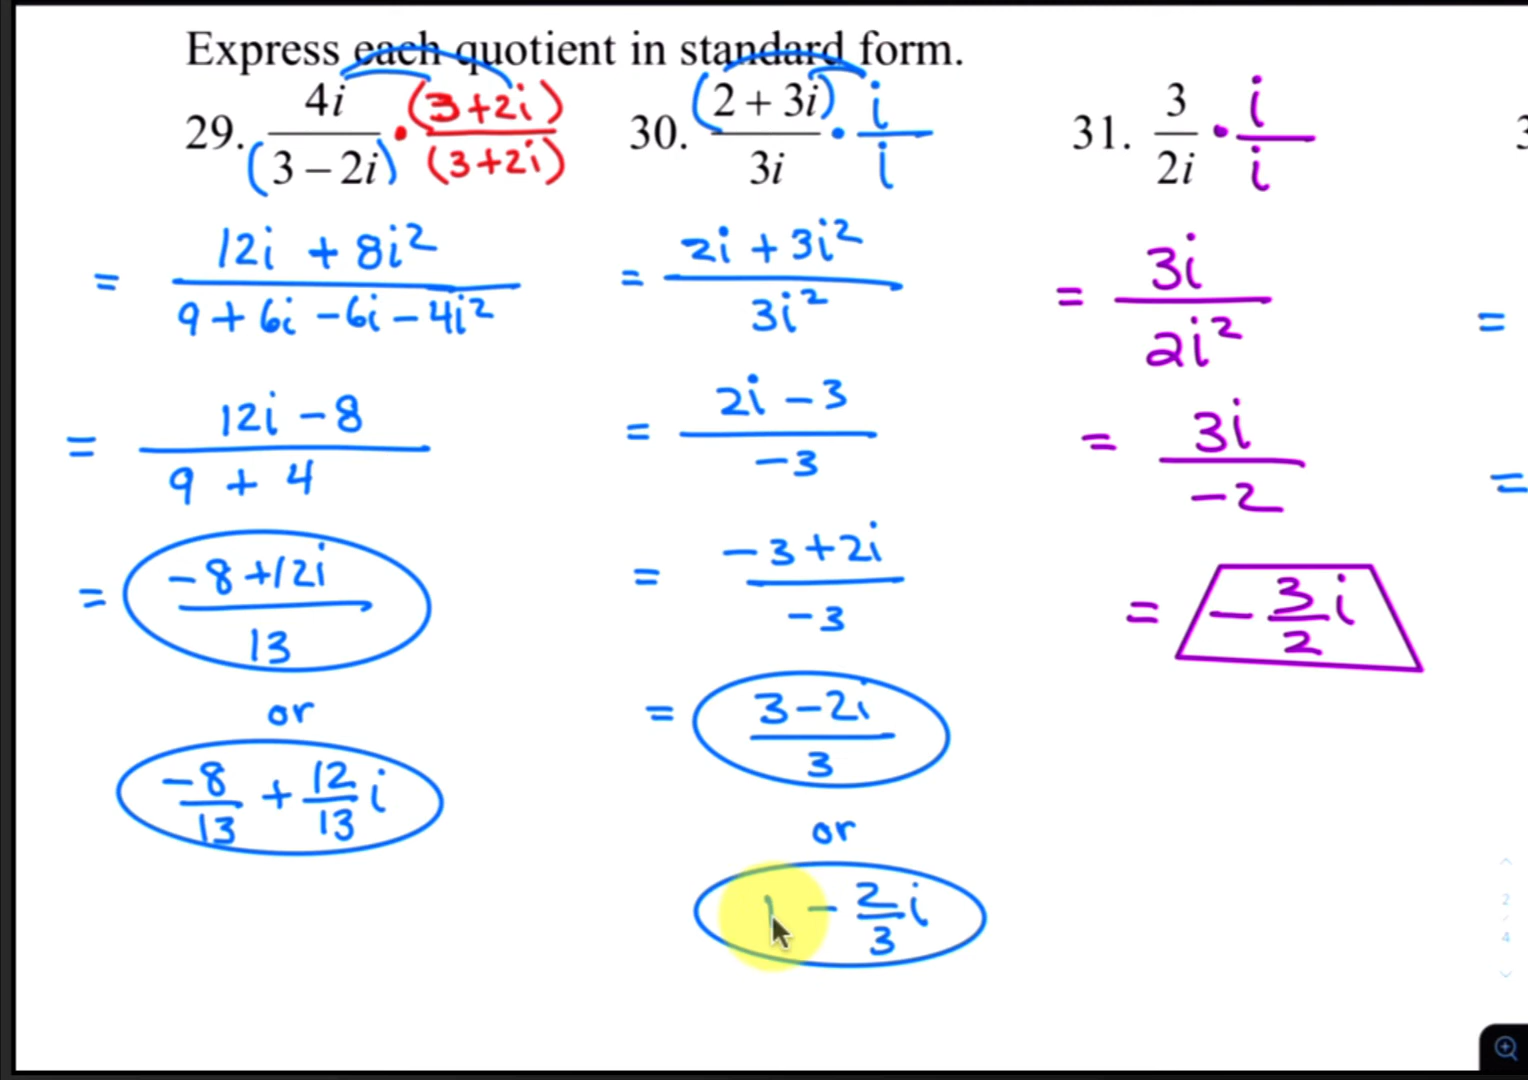 Express each quotient in standard form.
29. 4i/(3 – 2i) • (3+2i)/(3+2i)
= (12i + 8i²)/(9 + 6i – 6i – 4i²)
= (12i – 8)/(9 + 4)
= (–8+12i)/13
or
–8/13 + 12/13 i
30. (2 + 3i)/3i • i/i
= (2i + 3i²)/3i²
= (2i – 3)/–3
= (–3+2i)/–3
= (3–2i)/3
or
1 – 2/3 i
31. 3/2i • i/i
= 3i/2i²
= 3i/–2
= –3/2 i
3
=
=
2
/
4